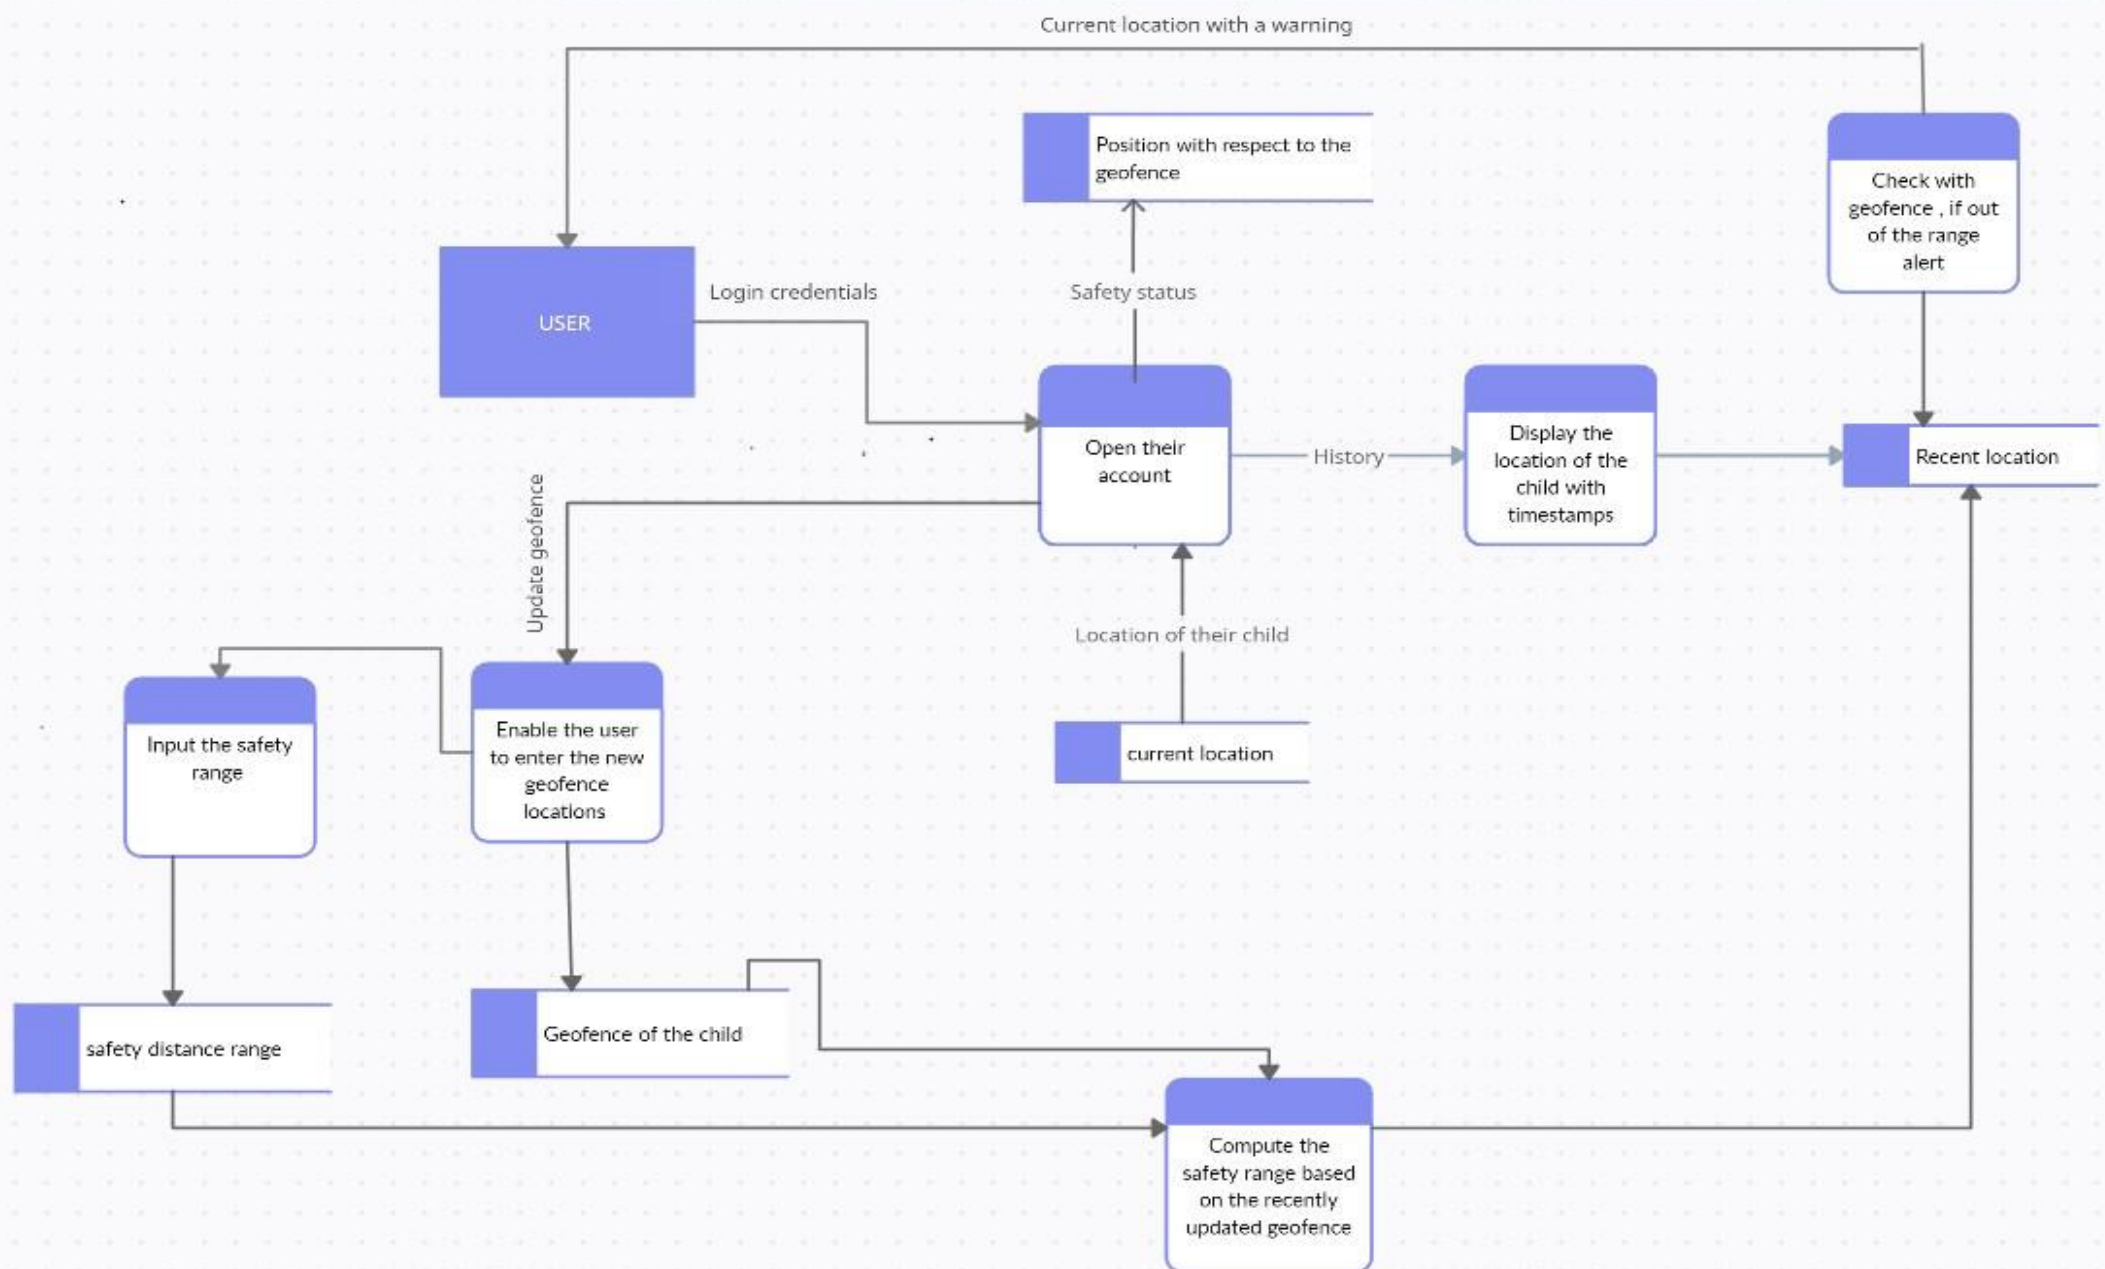 Current location with a warning
Position with respect to the
geofence
Check with
geofence , if out
of the range
alert
USER
Login credentials
Safety status
Open their
account
History
Display the
location of the
child with
timestamps
Recent location
Update geofence
Location of their child
Input the safety
range
Enable the user
to enter the new
geofence
locations
current location
safety distance range
Geofence of the child
Compute the
safety range based
on the recently
updated geofence